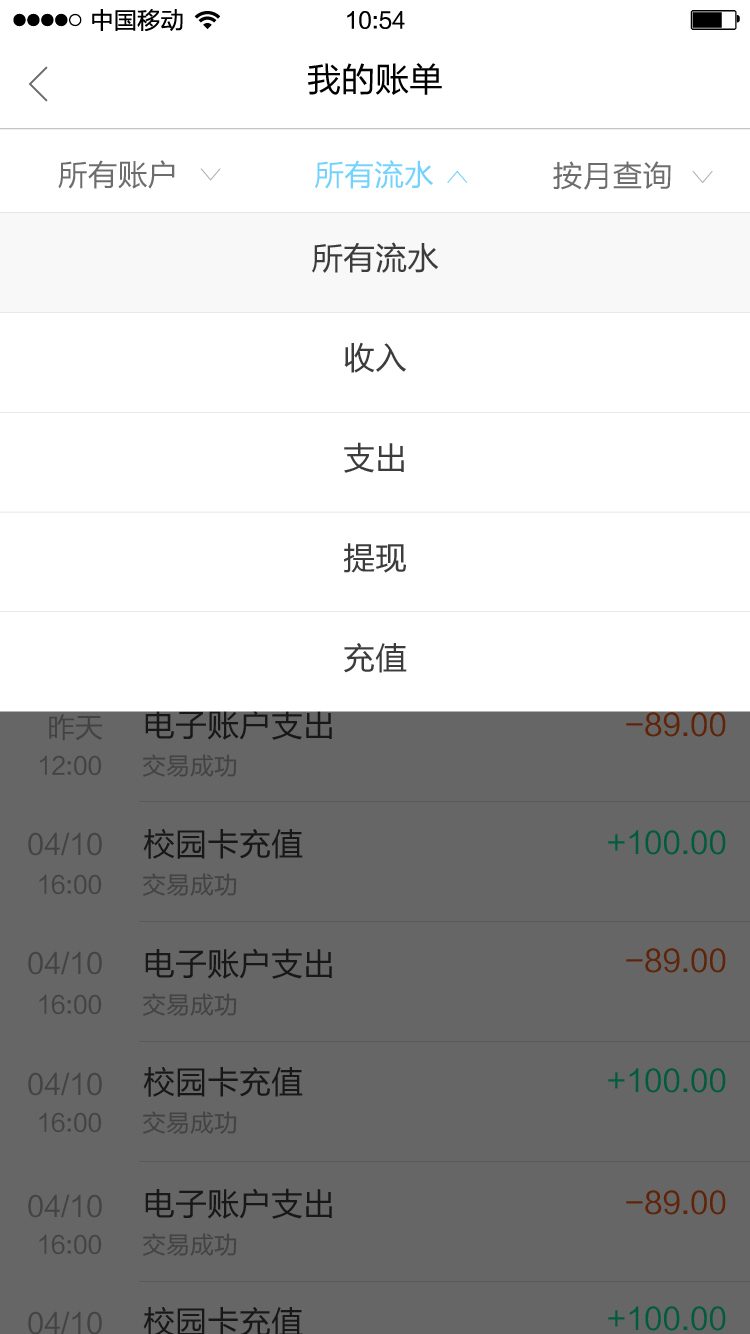 中国移动 10:54
我的账单
所有账户 所有流水 按月查询
所有流水
收入
支出
提现
充值
昨天 电子账户支出 −89.00
12:00 交易成功
04/10 校园卡充值 +100.00
16:00 交易成功
04/10 电子账户支出 −89.00
16:00 交易成功
04/10 校园卡充值 +100.00
16:00 交易成功
04/10 电子账户支出 −89.00
16:00 交易成功
04/10 校园卡充值 +100.00